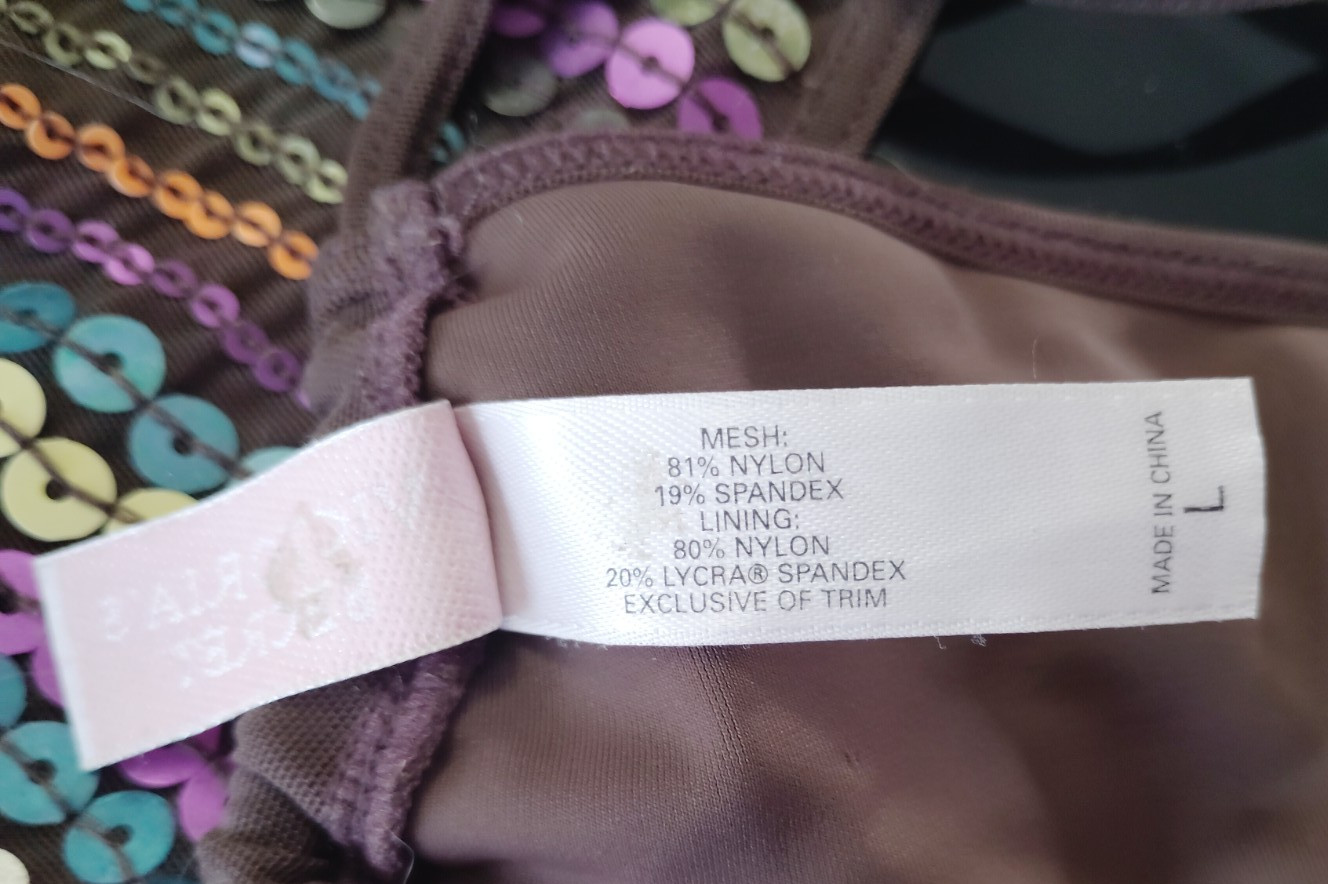 MESH:
81% NYLON
19% SPANDEX
LINING:
80% NYLON
20% LYCRA® SPANDEX
EXCLUSIVE OF TRIM
MADE IN CHINA
L